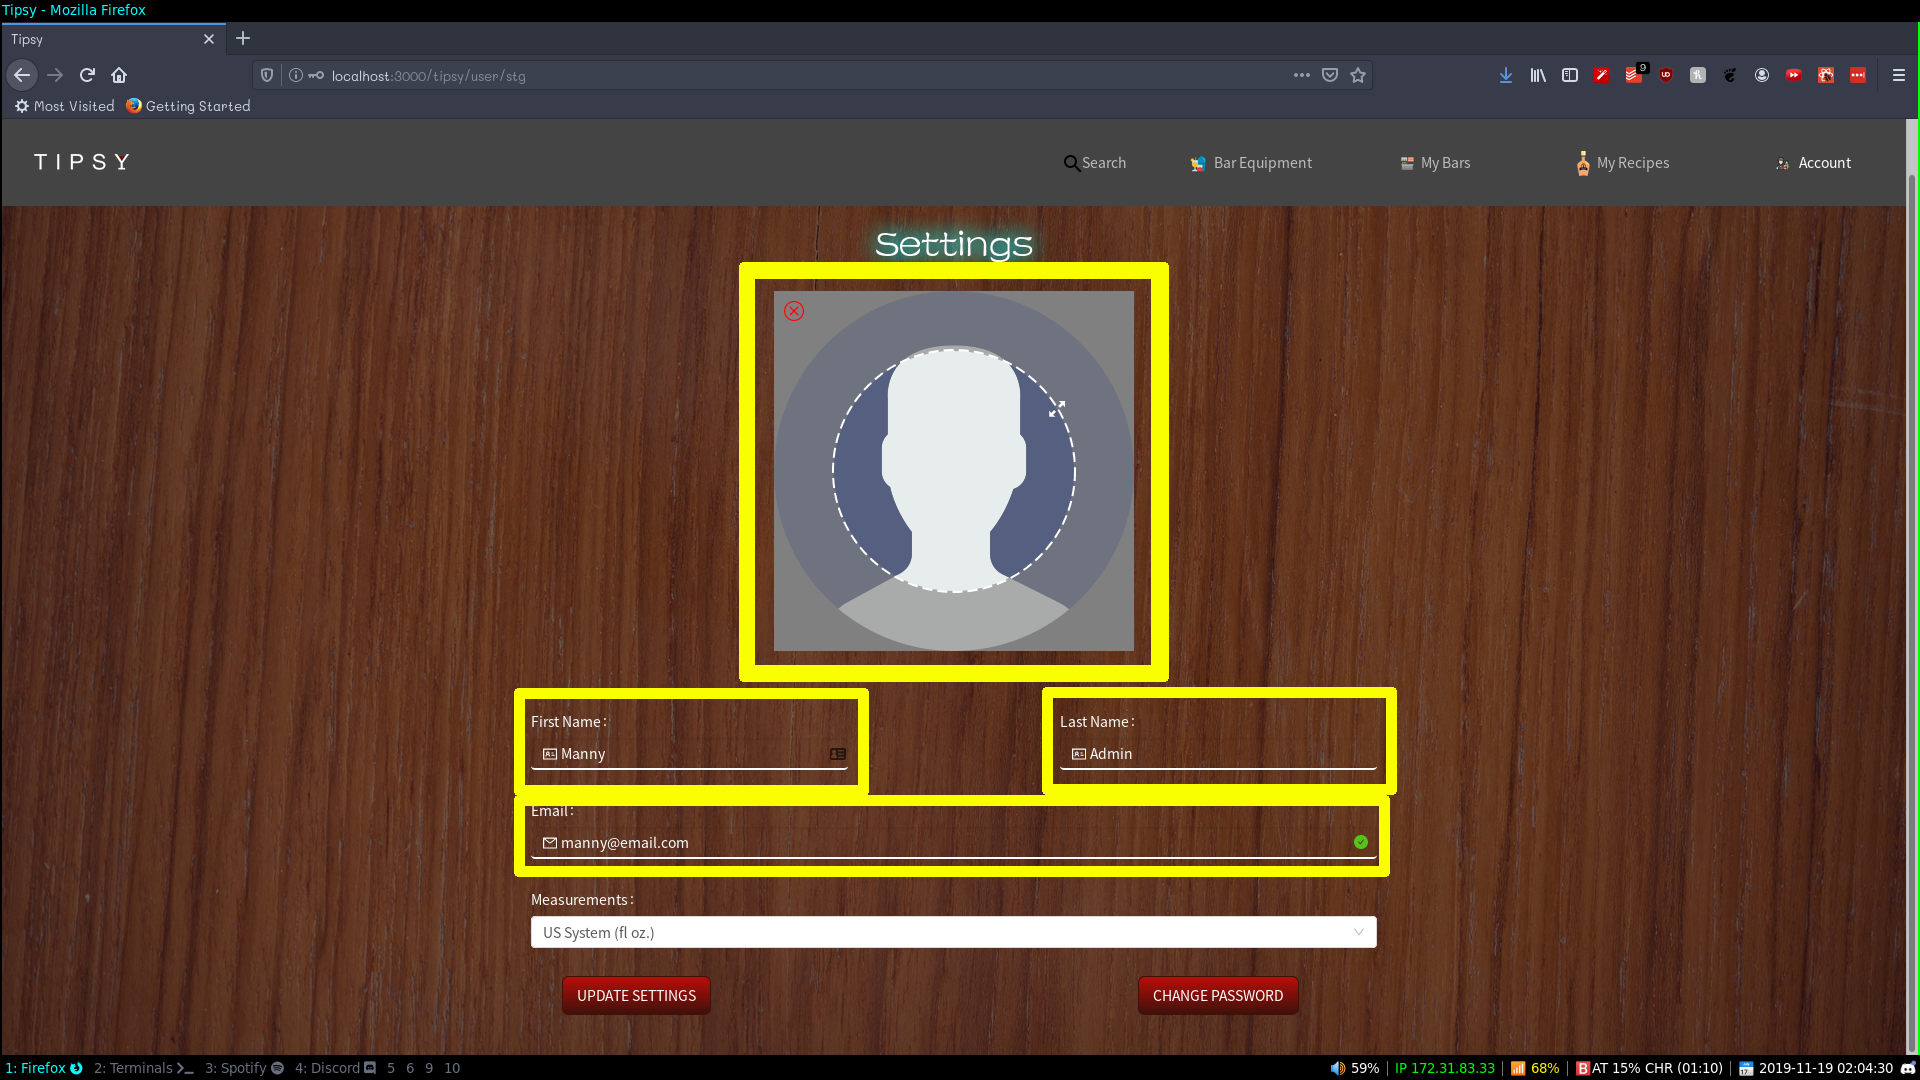 Tipsy - Mozilla Firefox
Tipsy
localhost:3000/tipsy/user/stg
9
Most Visited
Getting Started
TIPSY
Search
Bar Equipment
My Bars
My Recipes
Account
Settings
First Name :
Last Name :
Manny
Admin
Email :
manny@email.com
Measurements :
US System (fl oz.)
UPDATE SETTINGS
CHANGE PASSWORD
1: Firefox 2: Terminals 3: Spotify 4: Discord 5 6 9 10
59% IP 172.31.83.33 68% BAT 15% CHR (01:10) 2019-11-19 02:04:30